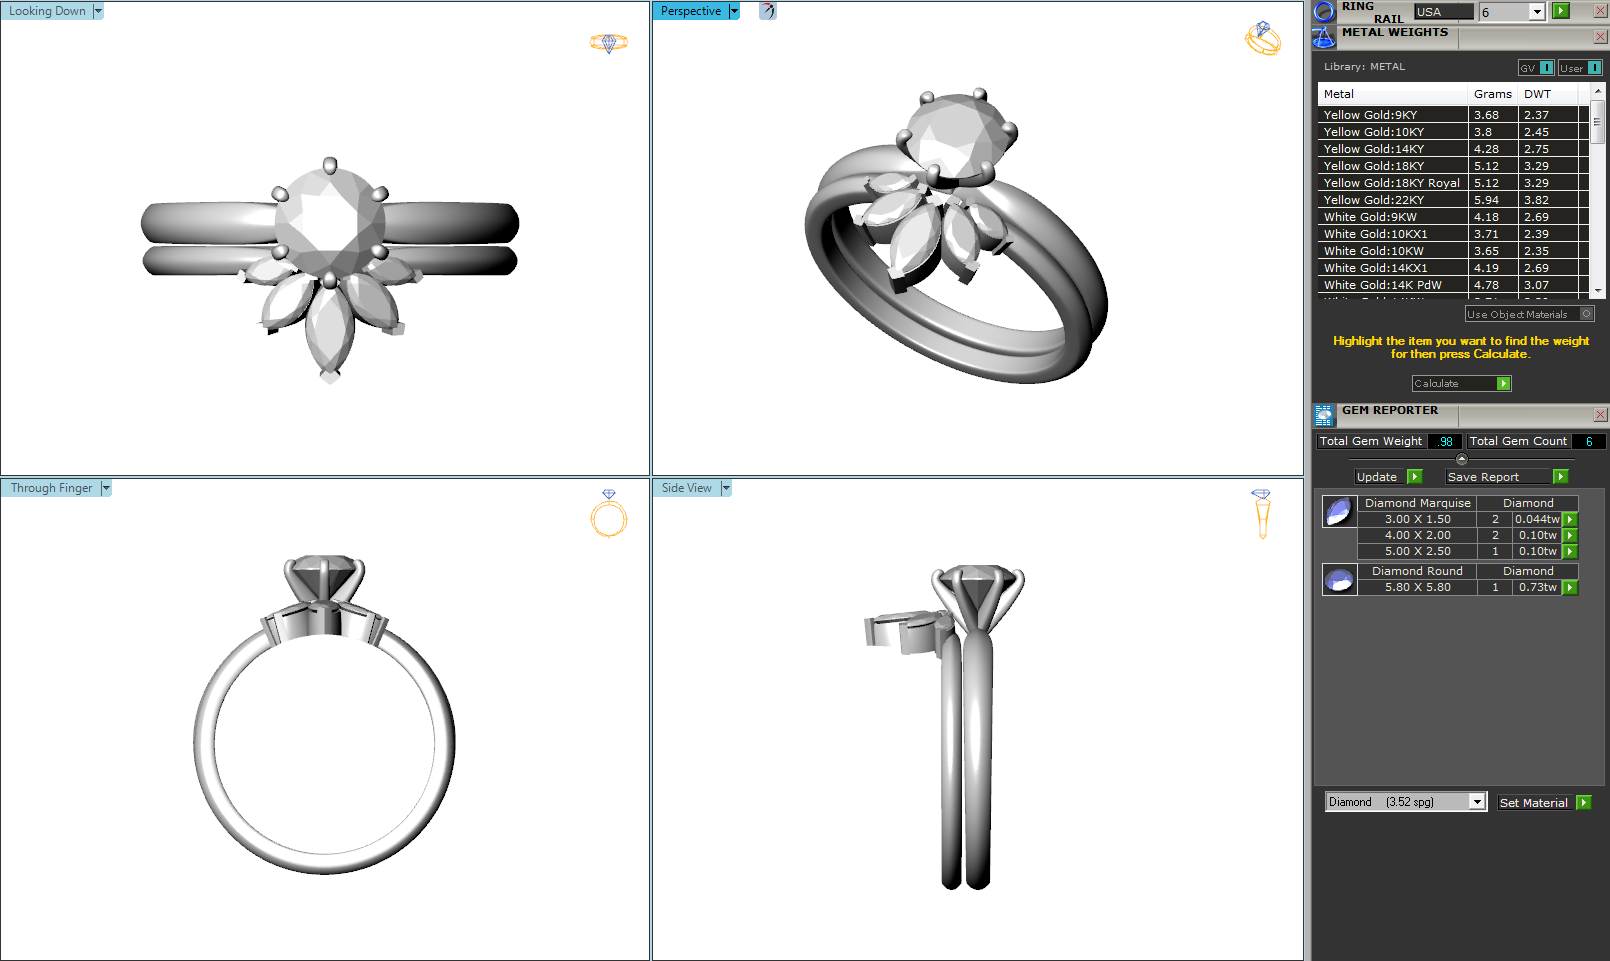 Looking Down
Perspective
Through Finger
Side View
RING
RAIL
USA
6
METAL WEIGHTS
Library: METAL
GV
User
Metal Grams DWT
Yellow Gold:9KY 3.68 2.37
Yellow Gold:10KY 3.8 2.45
Yellow Gold:14KY 4.28 2.75
Yellow Gold:18KY 5.12 3.29
Yellow Gold:18KY Royal 5.12 3.29
Yellow Gold:22KY 5.94 3.82
White Gold:9KW 4.18 2.69
White Gold:10KX1 3.71 2.39
White Gold:10KW 3.65 2.35
White Gold:14KX1 4.19 2.69
White Gold:14K PdW 4.78 3.07
Use Object Materials
Highlight the item you want to find the weight
for then press Calculate.
Calculate
GEM REPORTER
Total Gem Weight .98 Total Gem Count 6
Update Save Report
Diamond Marquise Diamond
3.00 X 1.50 2 0.044tw
4.00 X 2.00 2 0.10tw
5.00 X 2.50 1 0.10tw
Diamond Round Diamond
5.80 X 5.80 1 0.73tw
Diamond (3.52 spg) Set Material